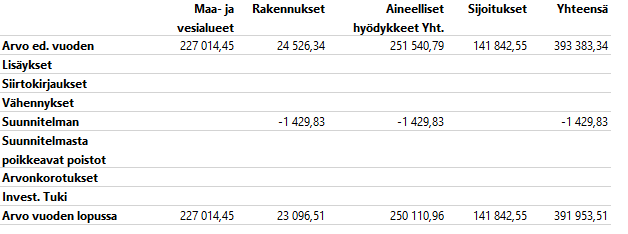 Maa- ja Rakennukset Aineelliset Sijoitukset Yhteensä
vesialueet hyödykkeet Yht.
Arvo ed. vuoden 227 014,45 24 526,34 251 540,79 141 842,55 393 383,34
Lisäykset
Siirtokirjaukset
Vähennykset
Suunnitelman -1 429,83 -1 429,83 -1 429,83
Suunnitelmasta
poikkeavat poistot
Arvonkorotukset
Invest. Tuki
Arvo vuoden lopussa 227 014,45 23 096,51 250 110,96 141 842,55 391 953,51